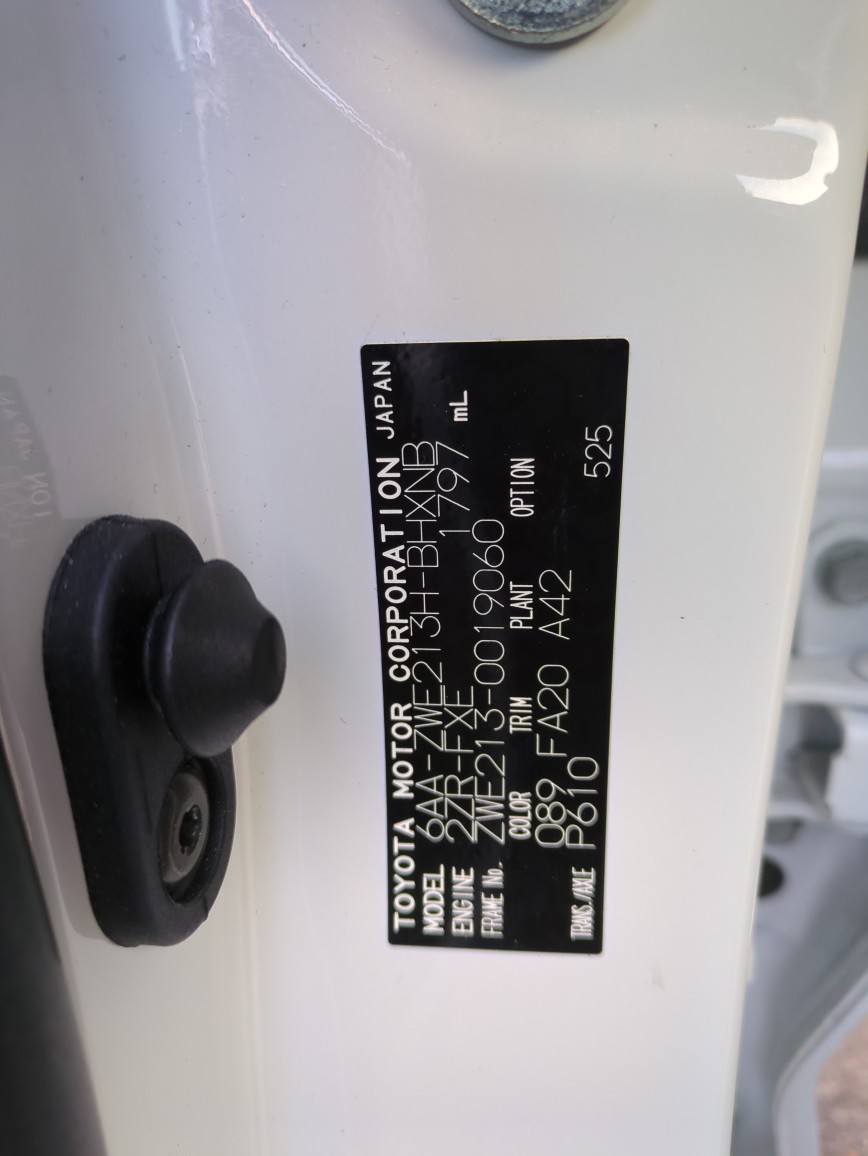 TOYOTA MOTOR CORPORATION JAPAN
MODEL 6AA-ZWE213H-BHXNB
ENGINE 2ZR-FXE 1797 mL
FRAME No. ZWE213-0019060
COLOR TRIM PLANT OPTION
089 FA20 A42
TRANS./AXLE P610 525